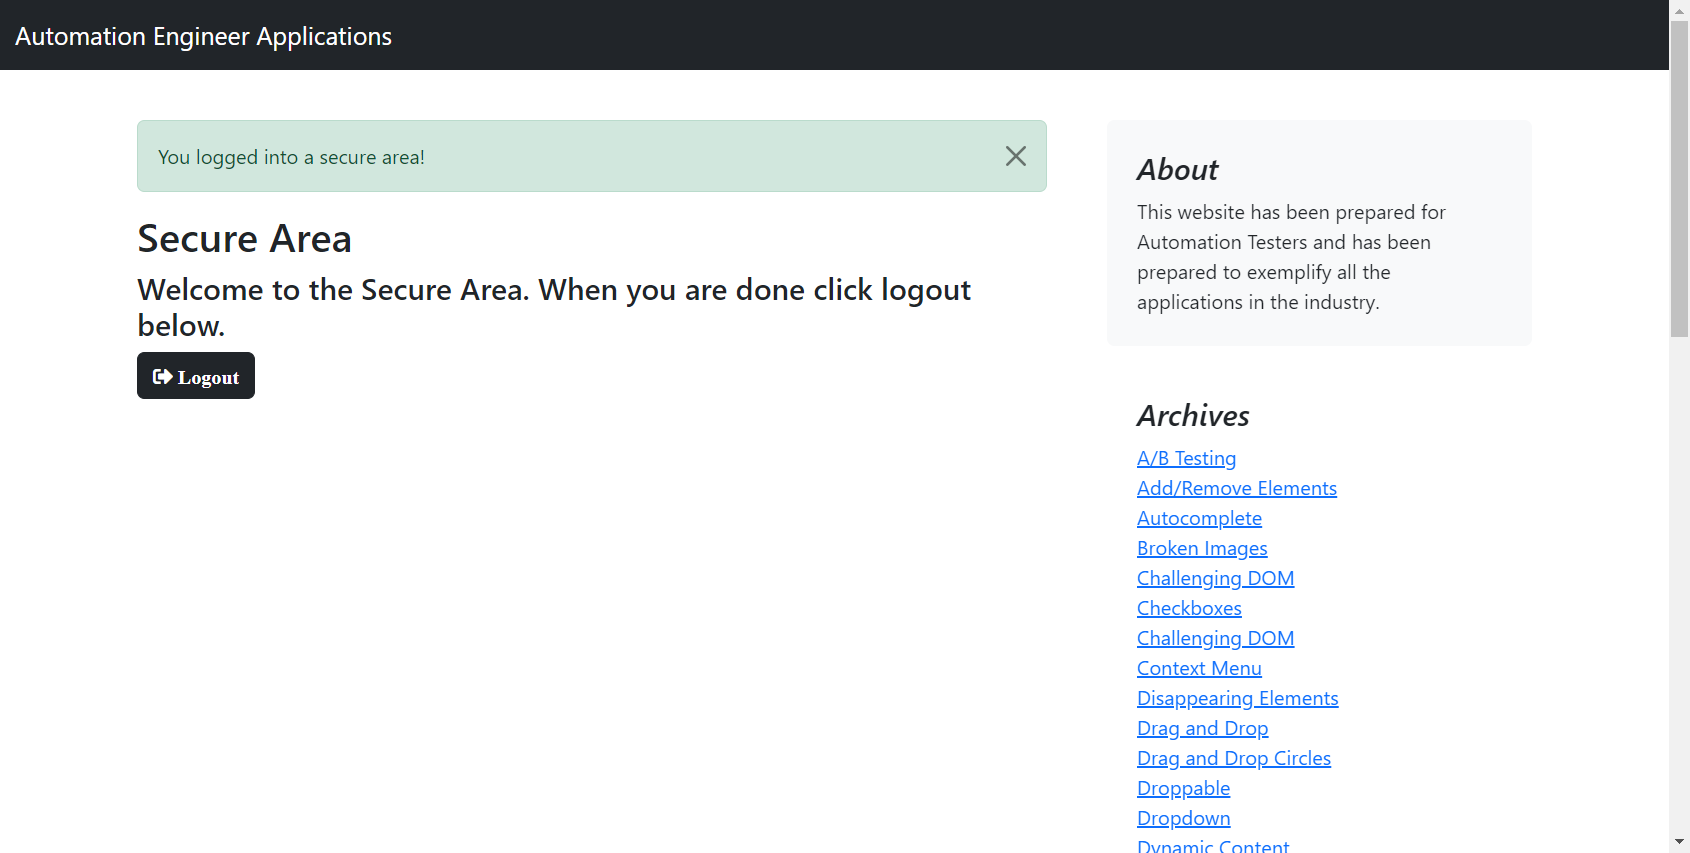 Automation Engineer Applications
You logged into a secure area!
Secure Area
Welcome to the Secure Area. When you are done click logout
below.
Logout
About
This website has been prepared for
Automation Testers and has been
prepared to exemplify all the
applications in the industry.
Archives
A/B Testing
Add/Remove Elements
Autocomplete
Broken Images
Challenging DOM
Checkboxes
Challenging DOM
Context Menu
Disappearing Elements
Drag and Drop
Drag and Drop Circles
Droppable
Dropdown
Dynamic Content